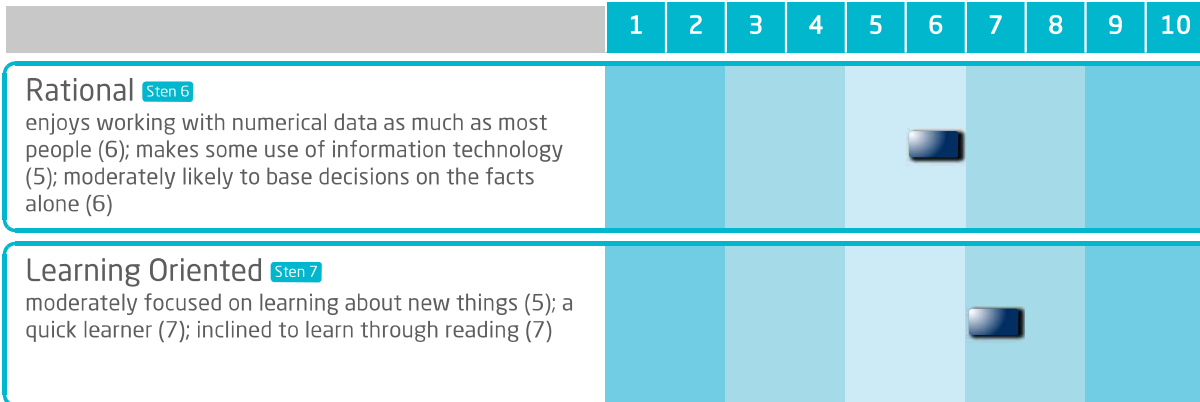 1 2 3 4 5 6 7 8 9 10
Rational Sten 6
enjoys working with numerical data as much as most
people (6); makes some use of information technology
(5); moderately likely to base decisions on the facts
alone (6)
Learning Oriented Sten 7
moderately focused on learning about new things (5); a
quick learner (7); inclined to learn through reading (7)